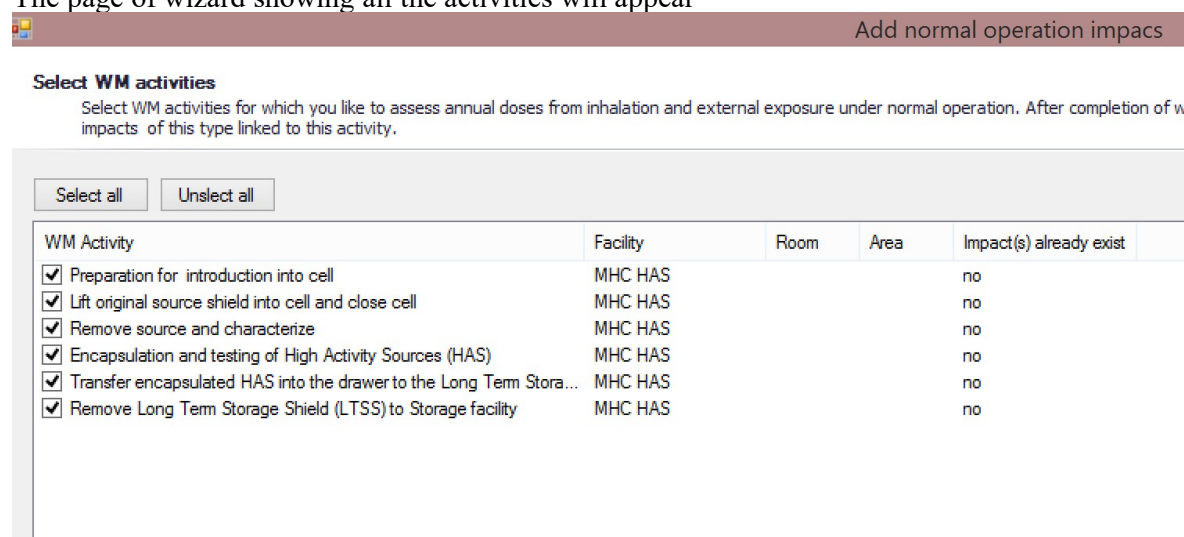 The page of wizard showing all the activities will appear
Add normal operation impacs
Select WM activities
Select WM activities for which you like to assess annual doses from inhalation and external exposure under normal operation. After completion of w
impacts of this type linked to this activity.
Select all Unslect all
WM Activity Facility Room Area Impact(s) already exist
Preparation for introduction into cell MHC HAS no
Lift original source shield into cell and close cell MHC HAS no
Remove source and characterize MHC HAS no
Encapsulation and testing of High Activity Sources (HAS) MHC HAS no
Transfer encapsulated HAS into the drawer to the Long Term Stora... MHC HAS no
Remove Long Term Storage Shield (LTSS) to Storage facility MHC HAS no